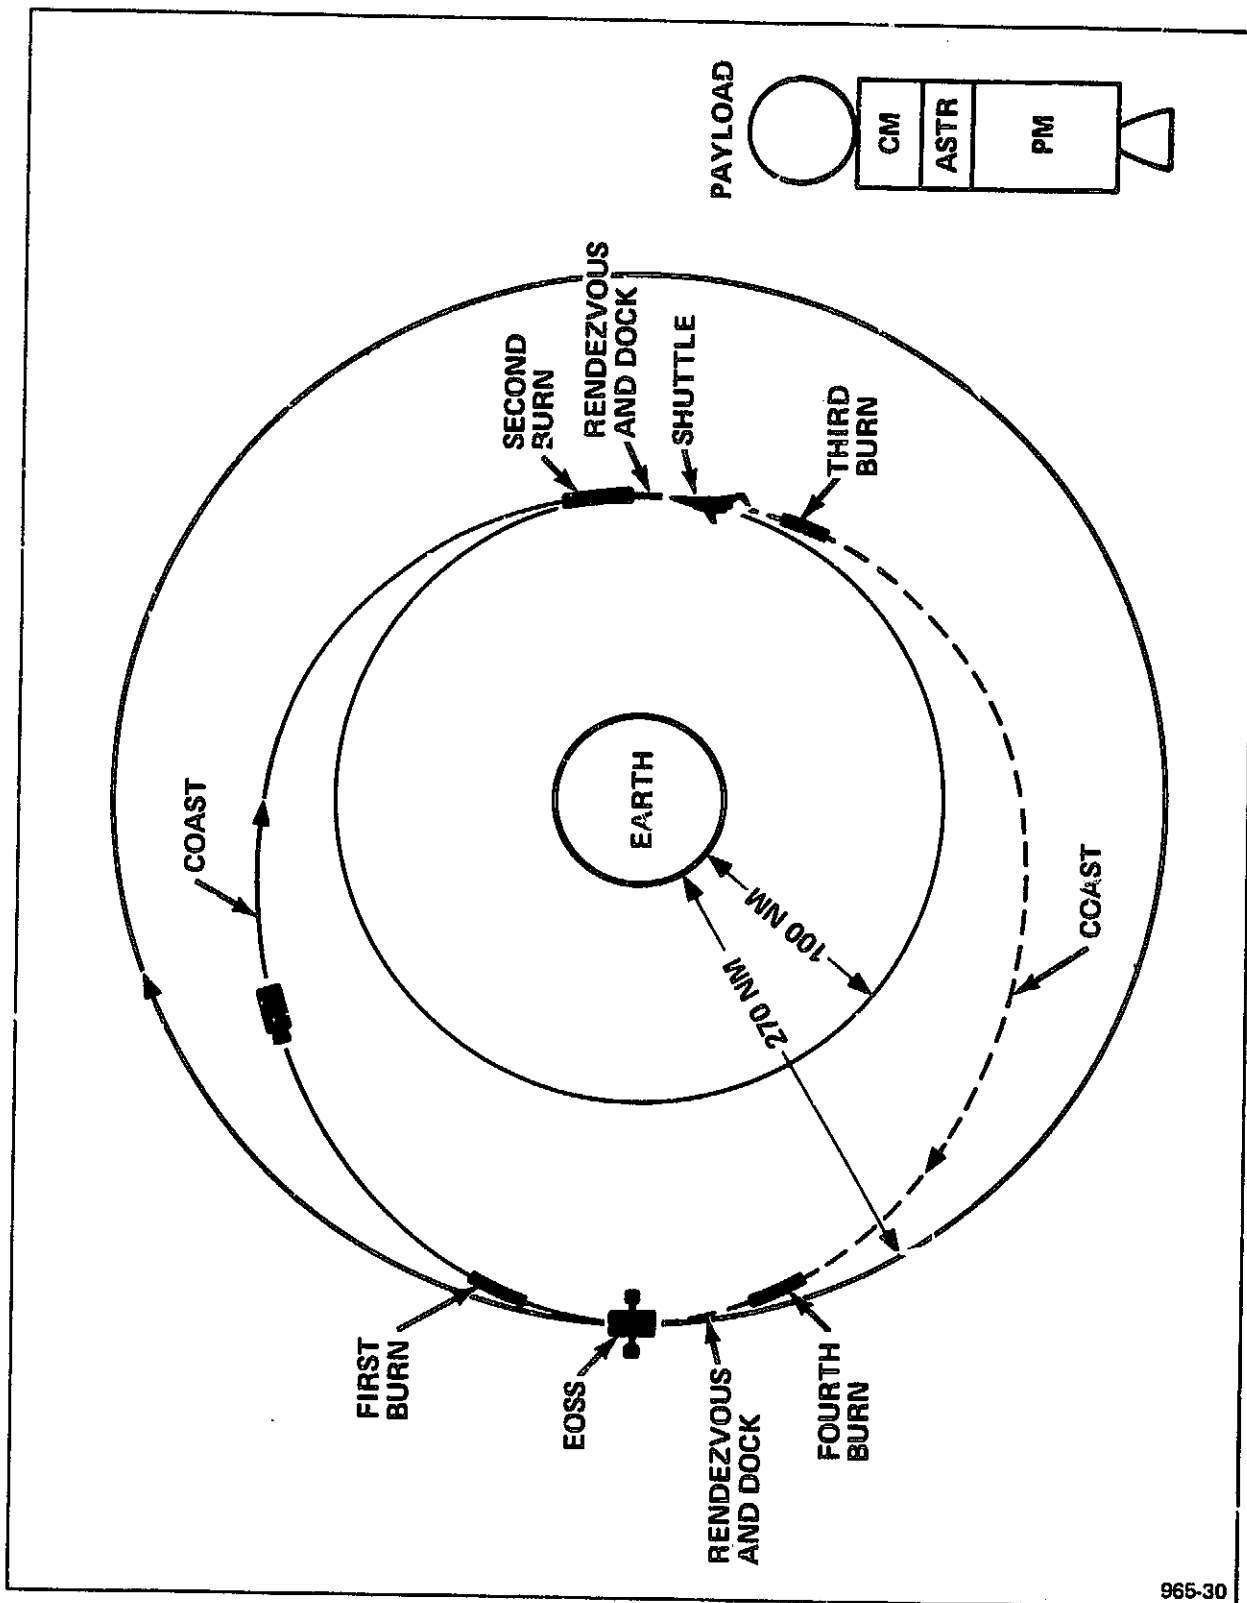 PAYLOAD
CM
ASTR
PM
SECOND
BURN
RENDEZVOUS
AND DOCK
SHUTTLE
THIRD
BURN
COAST
EARTH
100 NM
270 NM
COAST
FIRST
BURN
EOSS
RENDEZVOUS
AND DOCK
FOURTH
BURN
965-30